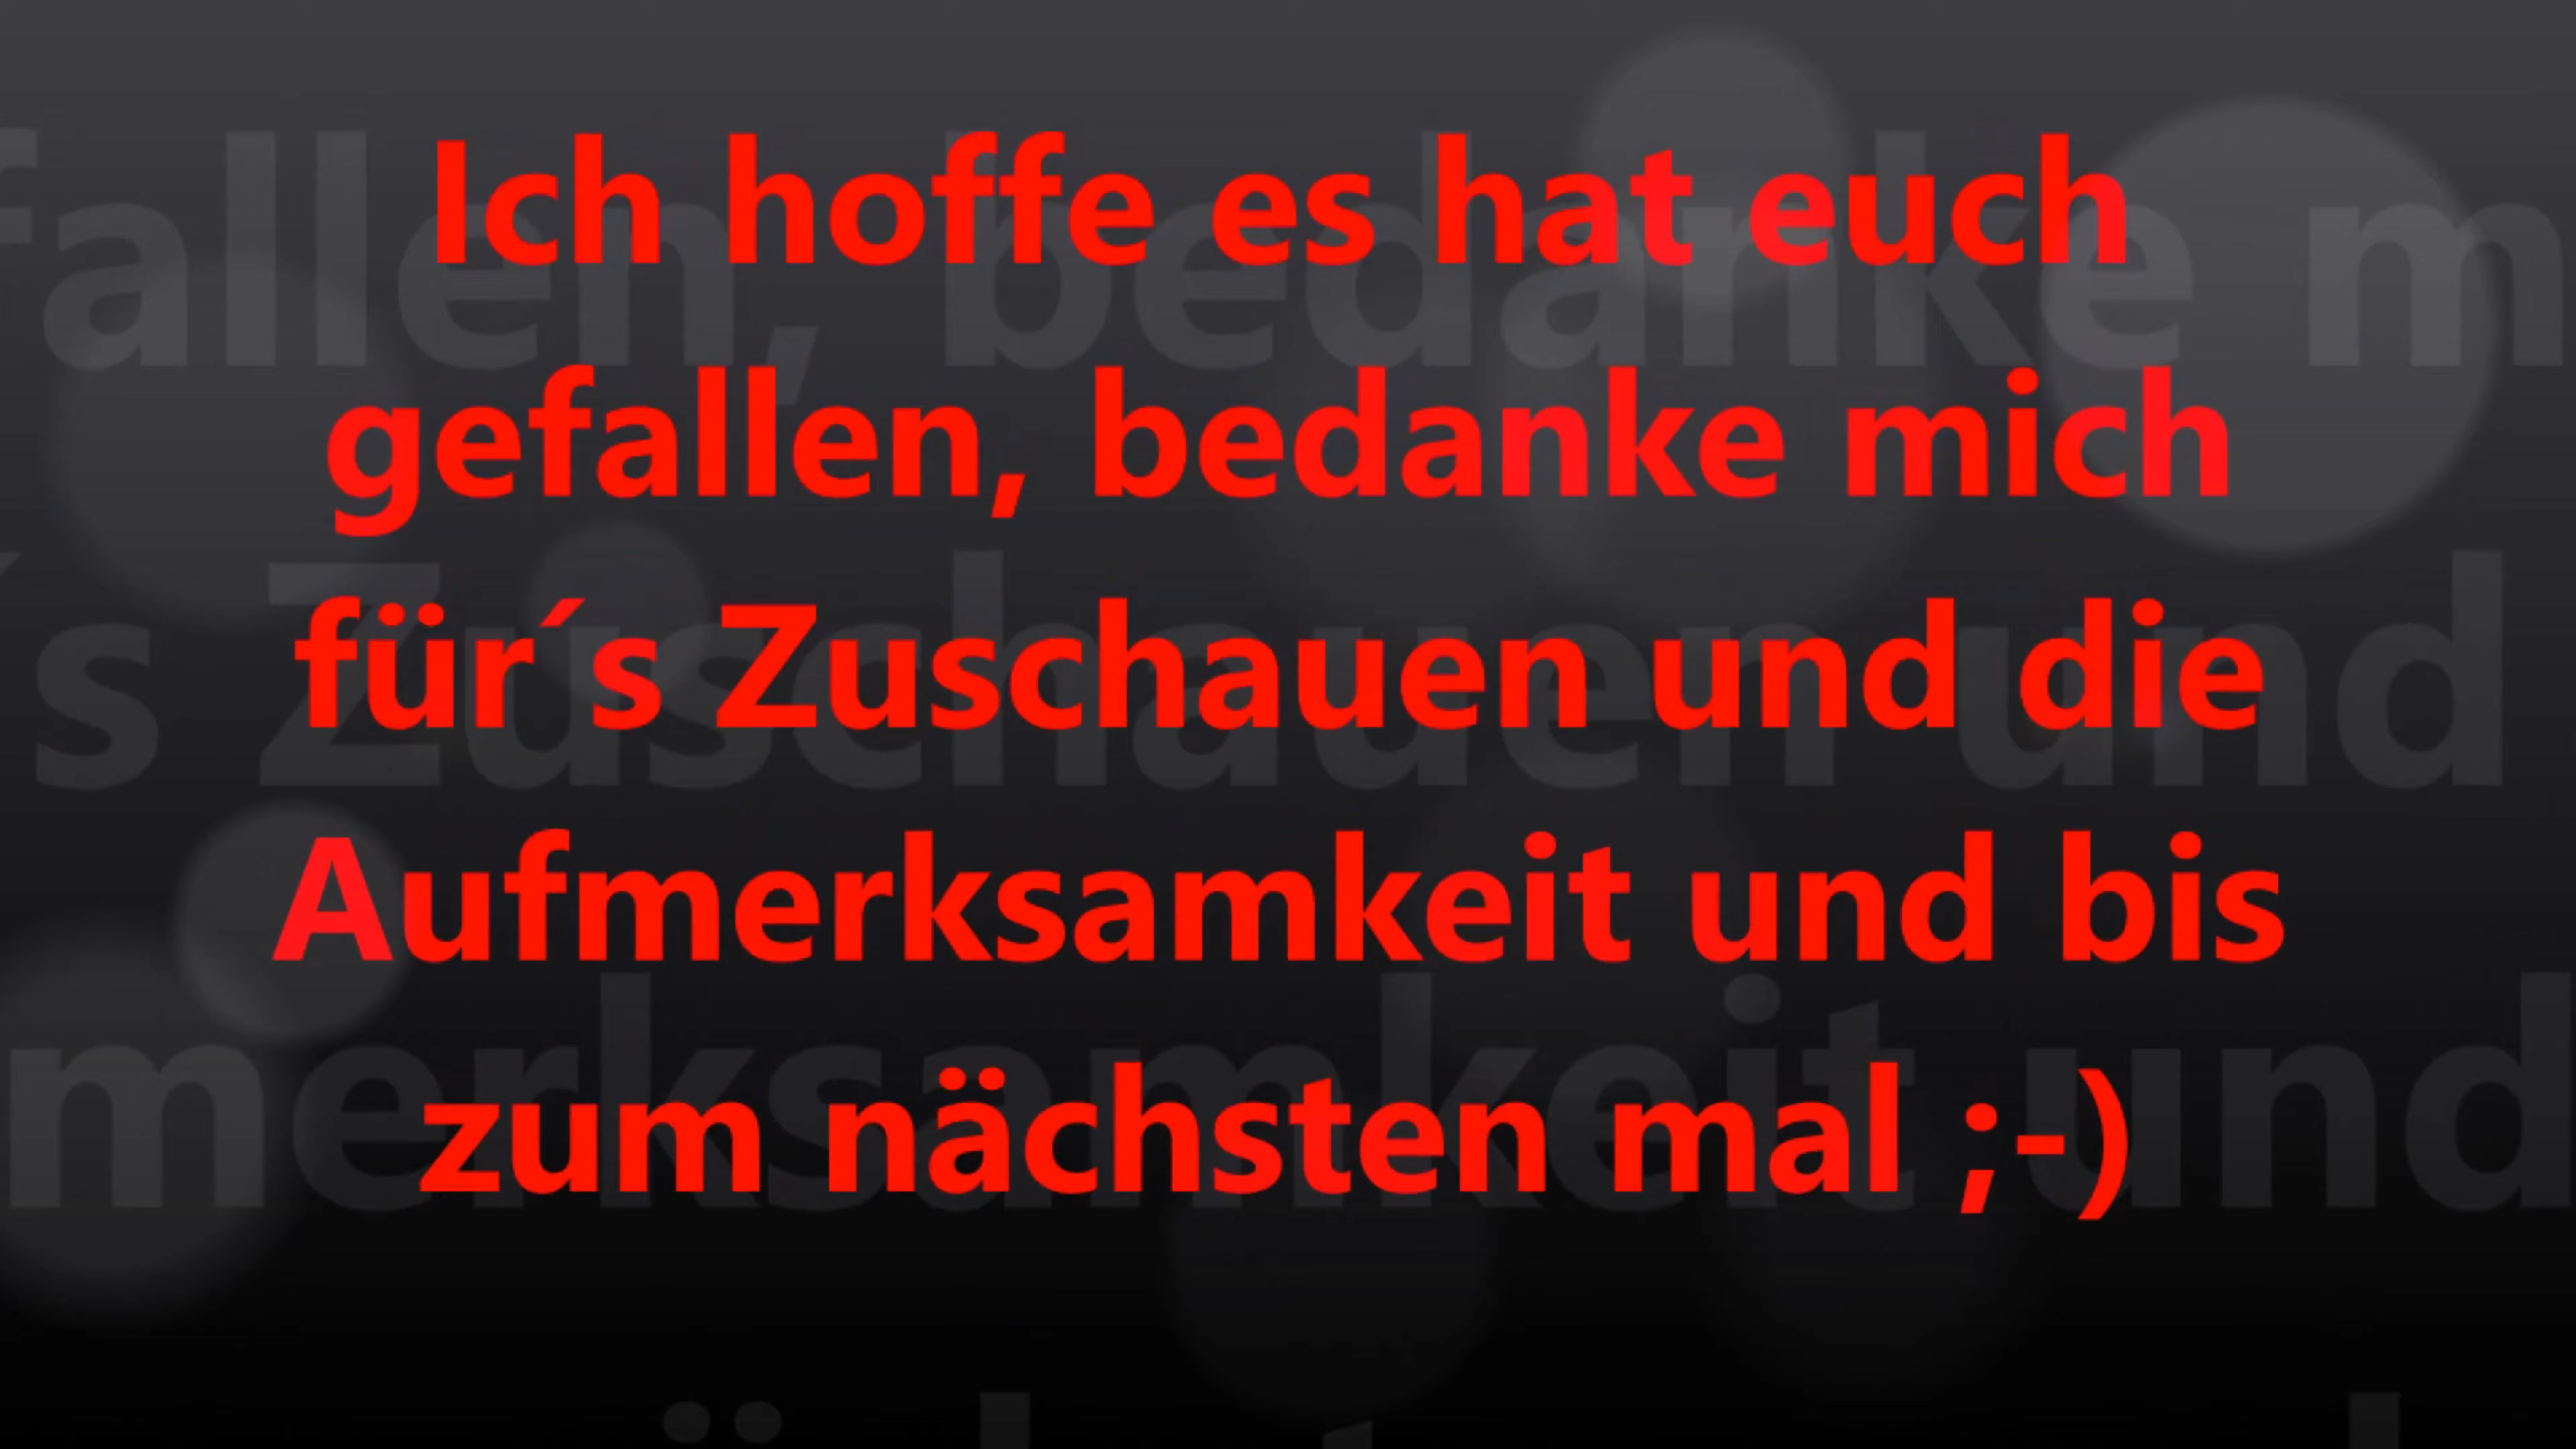 Ich hoffe es hat euch
gefallen, bedanke mich
für´s Zuschauen und die
Aufmerksamkeit und bis
zum nächsten mal ;-)